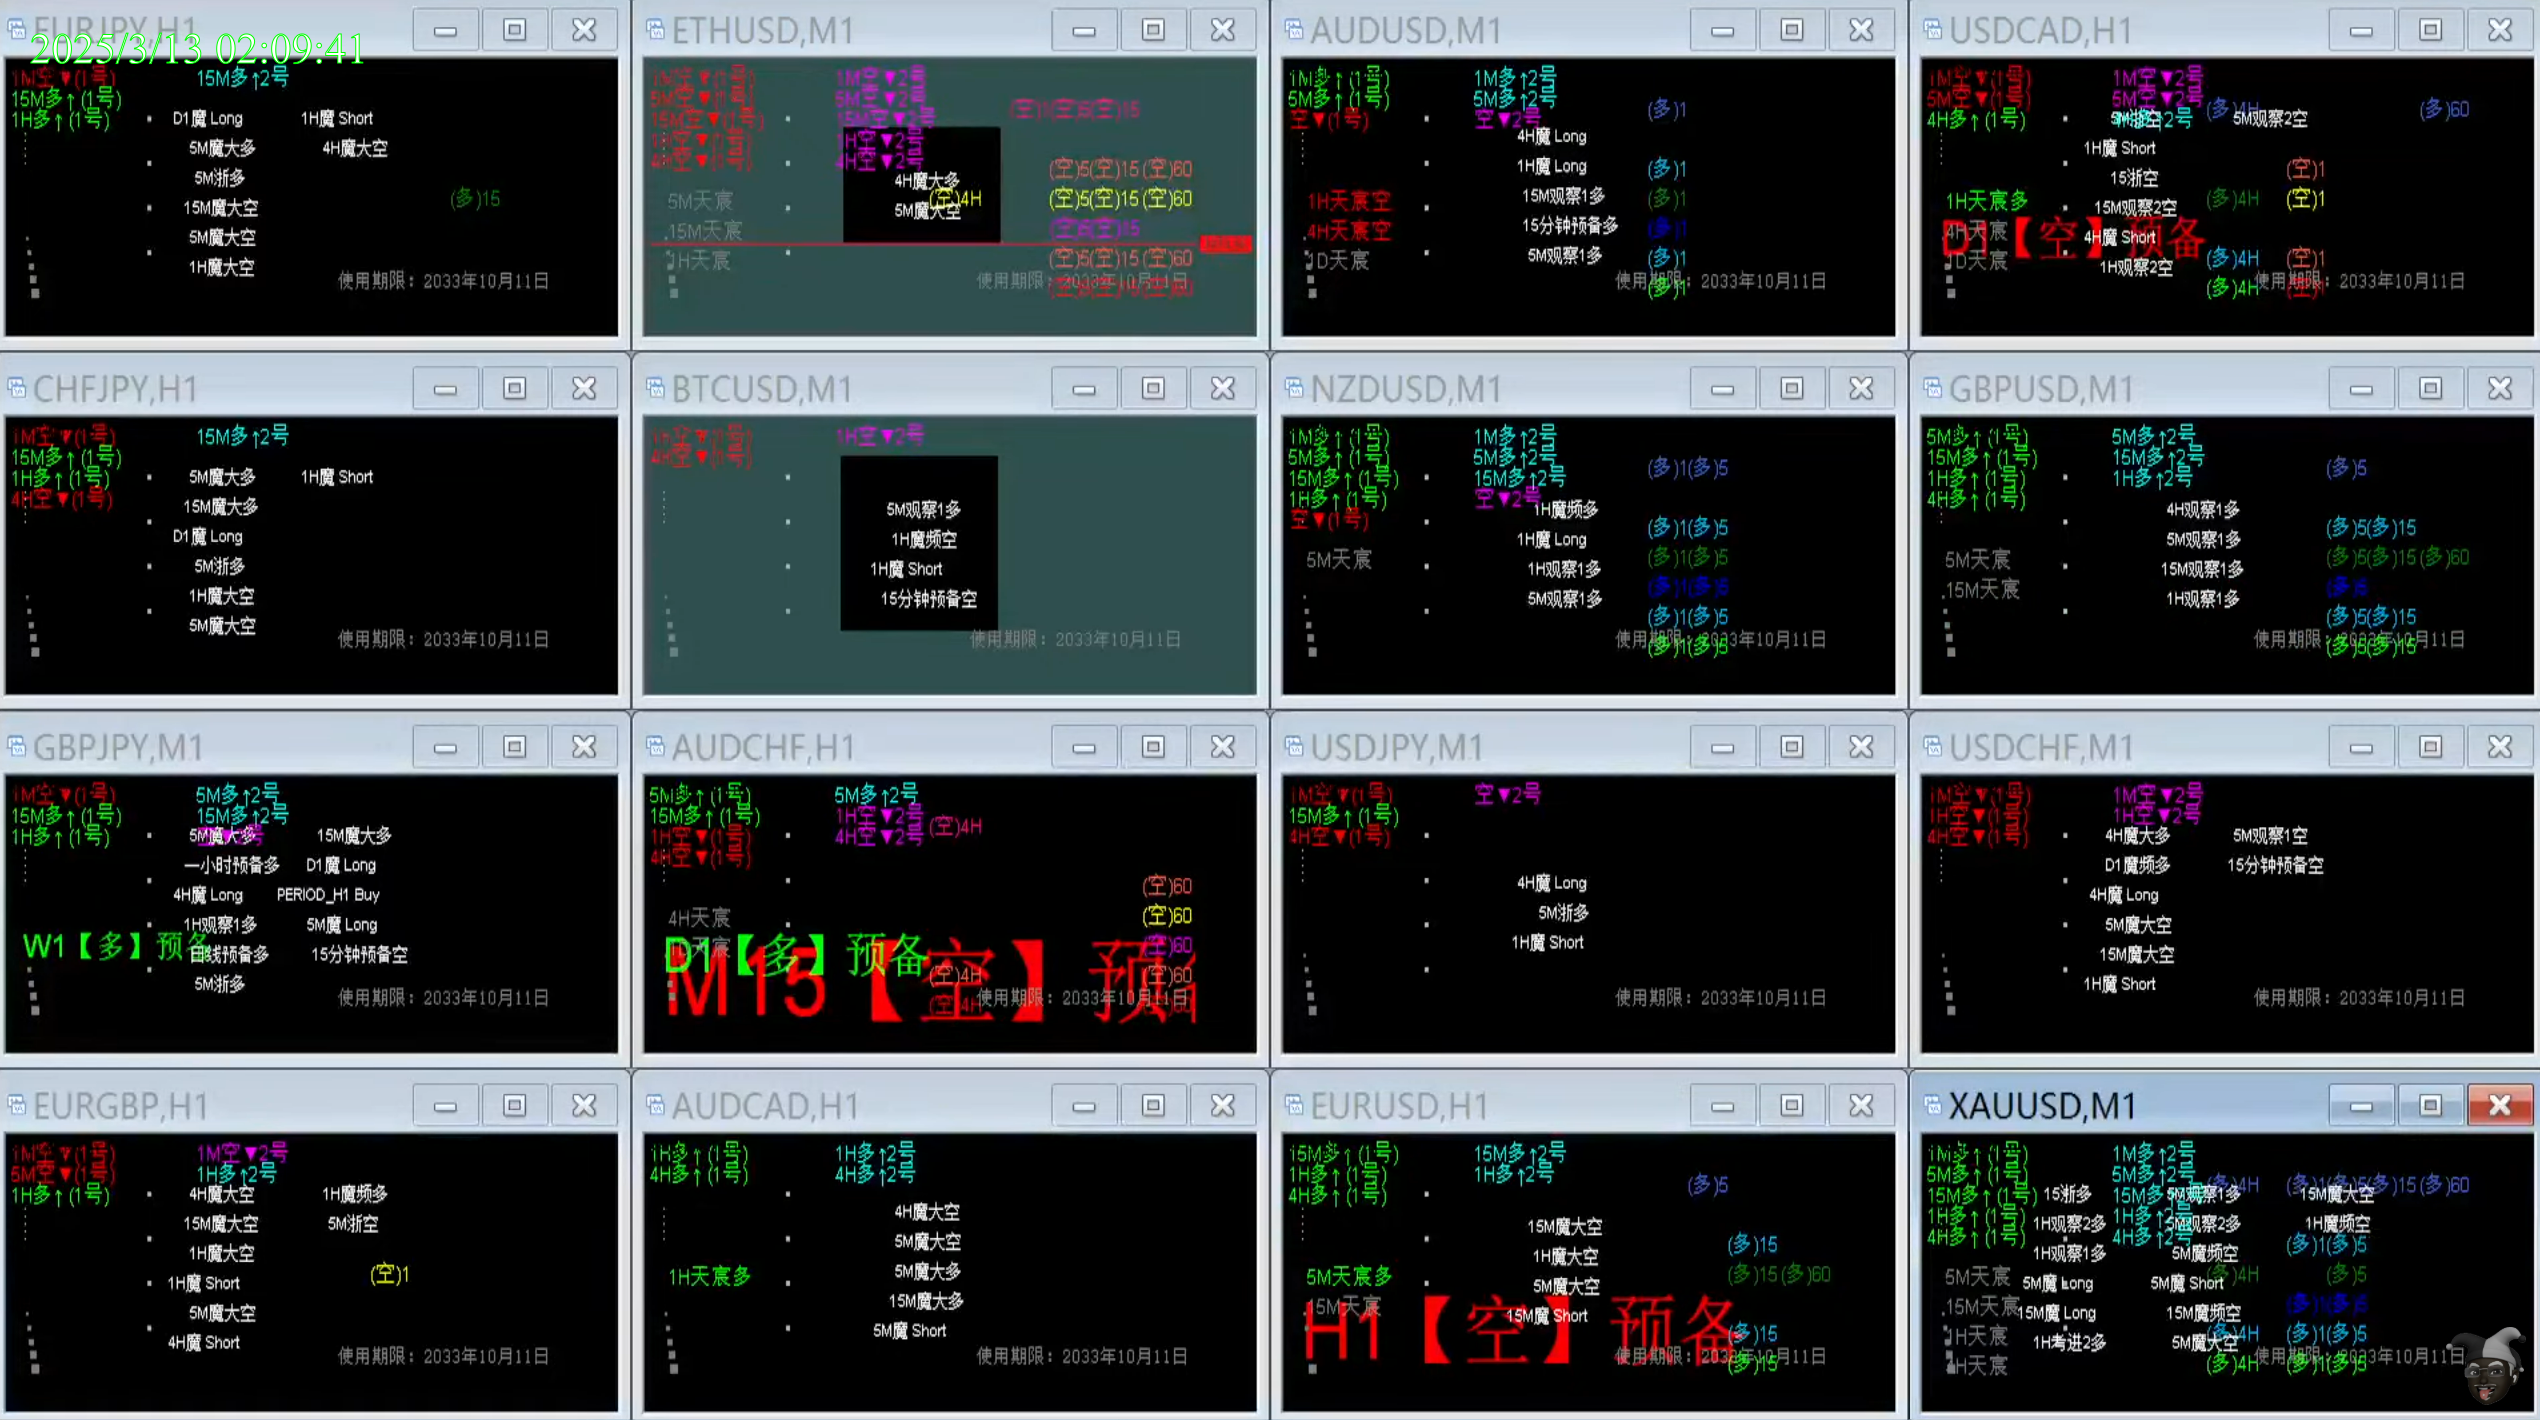 2025/3/13 02:09:41
EURJPY,H1
1M空▼(1号)
15M多↑2号
15M多↑(1号)
1H多↑(1号)
D1魔 Long 1H魔 Short
5M魔大多 4H魔大空
5M浙多
(多)15
15M魔大空
5M魔大空
1H魔大空
使用期限：2033年10月11日
ETHUSD,M1
1M空▼(1号) 1M空▼2号
5M空▼(1号) 5M空▼2号
15M空▼(1号) 15M空▼2号
1H空▼(1号) 1H空▼2号
4H空▼(1号) 4H空▼2号
(空)1(空)5(空)15
(空)5(空)15(空)60
4H魔大多
5M天宸 (空)4H (空)5(空)15(空)60
5M魔大空
15M天宸 (空)5(空)15
1H天宸 (空)5(空)15(空)60
使用期限：2033年10月11日
AUDUSD,M1
1M多↑(1号) 1M多↑2号
5M多↑(1号) 5M多↑2号
空▼(1号) 空▼2号
(多)1
4H魔 Long
1H魔 Long (多)1
1H天宸空 15M观察1多 (多)1
4H天宸空 15分钟预备多 (多)1
1D天宸 5M观察1多 (多)1
使用期限：2033年10月11日
(多)1
USDCAD,H1
1M空▼(1号) 1M空▼2号
5M空▼(1号) 5M空▼2号
4H多↑(1号)
(多)4H (多)60
5M浙空 5M观察2空
1H魔 Short
15浙空 (空)1
1H天宸多 15M观察2空 (多)4H (空)1
4H天宸 4H魔 Short
D1【空】预备
1D天宸 1H观察2空 (多)4H (空)1
使用期限：2033年10月11日
(多)4H (空)1
CHFJPY,H1
1M空▼(1号) 15M多↑2号
15M多↑(1号)
1H多↑(1号)
4H空▼(1号)
5M魔大多 1H魔 Short
15M魔大多
D1魔 Long
5M浙多
1H魔大空
5M魔大空
使用期限：2033年10月11日
BTCUSD,M1
1H空▼(1号) 1H空▼2号
4H空▼(1号)
5M观察1多
1H魔频空
1H魔 Short
15分钟预备空
使用期限：2033年10月11日
NZDUSD,M1
1M多↑(1号) 1M多↑2号
5M多↑(1号) 5M多↑2号
15M多↑(1号) 15M多↑2号
1H多↑(1号) 空▼2号
空▼(1号)
(多)1(多)5
1H魔频多
1H魔 Long (多)1(多)5
5M天宸 1H观察1多 (多)1(多)5
5M观察1多 (多)1(多)5
(多)1(多)5
使用期限：2033年10月11日
(多)1(多)5
GBPUSD,M1
5M多↑(1号) 5M多↑2号
15M多↑(1号) 15M多↑2号
1H多↑(1号) 1H多↑2号
4H多↑(1号)
(多)5
4H观察1多
5M观察1多 (多)5(多)15
5M天宸 15M观察1多 (多)5(多)15(多)60
15M天宸 1H观察1多 (多)5
(多)5(多)15
使用期限：2033年10月11日
(多)5(多)15
GBPJPY,M1
1M空▼(1号) 5M多↑2号
15M多↑(1号) 15M多↑2号
1H多↑(1号)
5M魔大多 15M魔大多
一小时预备多 D1魔 Long
4H魔 Long PERIOD_H1 Buy
1H观察1多 5M魔 Long
W1【多】预备
日线预备多 15分钟预备空
5M浙多
使用期限：2033年10月11日
AUDCHF,H1
5M多↑(1号) 5M多↑2号
15M多↑(1号) 1H空▼2号
1H空▼(1号) 4H空▼2号
4H空▼(1号)
(空)4H
(空)60
4H天宸 (空)60
1D天宸 (空)60
D1【多】预备
(空)4H (空)60
M15【空】预
(空)4H
使用期限：2033年10月11日
USDJPY,M1
1M空▼(1号) 空▼2号
15M多↑(1号)
4H空▼(1号)
4H魔 Long
5M浙多
1H魔 Short
使用期限：2033年10月11日
USDCHF,M1
1M空▼(1号) 1M空▼2号
1H空▼(1号) 1H空▼2号
4H空▼(1号)
4H魔大多 5M观察1空
D1魔频多 15分钟预备空
4H魔 Long
5M魔大空
15M魔大空
1H魔 Short
使用期限：2033年10月11日
EURGBP,H1
1M空▼(1号) 1M空▼2号
5M空▼(1号) 1H多↑2号
1H多↑(1号)
4H魔大空 1H魔频多
15M魔大空 5M浙空
1H魔大空
1H魔 Short (空)1
5M魔大空
4H魔 Short
使用期限：2033年10月11日
AUDCAD,H1
1H多↑(1号) 1H多↑2号
4H多↑(1号) 4H多↑2号
4H魔大空
5M魔大空
1H天宸多 5M魔大多
15M魔大多
5M魔 Short
使用期限：2033年10月11日
EURUSD,H1
15M多↑(1号) 15M多↑2号
1H多↑(1号) 1H多↑2号
4H多↑(1号)
(多)5
15M魔大空
1H魔大空 (多)15
5M天宸多 5M魔大空 (多)15(多)60
15M天宸 15M魔 Short
H1【空】预备
(多)15
使用期限：2033年10月11日
(多)15
XAUUSD,M1
1M多↑(1号) 1M多↑2号
5M多↑(1号) 5M多↑2号
15M多↑(1号) 15M多↑2号
1H多↑(1号) 1H多↑2号
4H多↑(1号) 4H多↑2号
(多)4H (多)1(多)5(多)15(多)60
15浙多 5M观察1多 15M魔大空
1H观察2多 5M观察2多 1H魔频空
1H观察1多 5M魔频空 (多)1(多)5
5M天宸 5M魔 Long 5M魔 Short (多)4H (多)5
15M天宸 15M魔 Long 15M魔频空 (多)1(多)5
1H天宸 1H考进2多 5M魔大空 (多)4H (多)1(多)5
4H天宸 (多)4H (多)1(多)5
使用期限：2033年10月11日